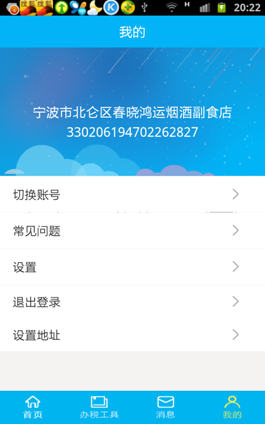 20:22
我的
宁波市北仑区春晓鸿运烟酒副食店
330206194702262827
切换账号
常见问题
设置
退出登录
设置地址
首页 办税工具 消息 我的